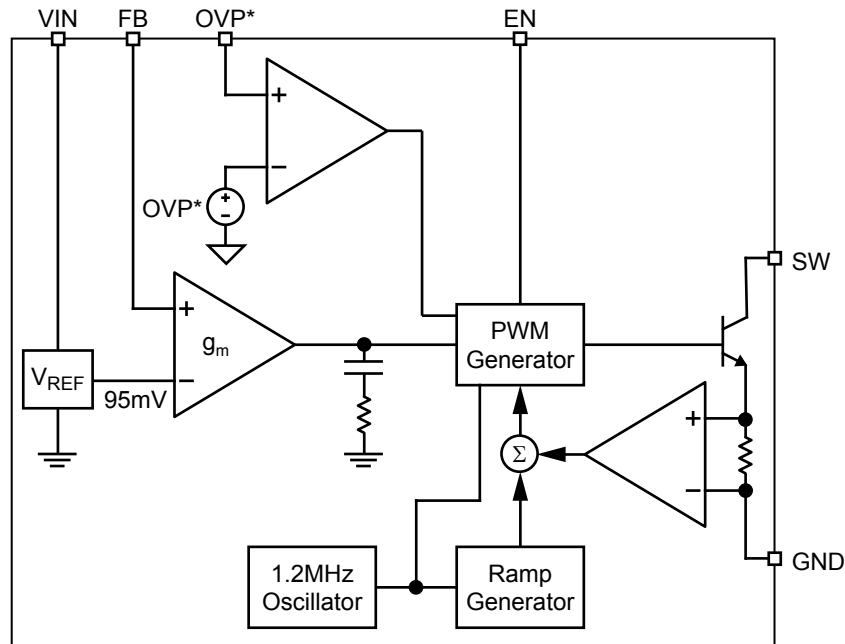 VIN FB OVP* EN
+
−
OVP*
+
−
SW
+
gm
−
VREF
95mV
PWM
Generator
+
−
Σ
1.2MHz
Oscillator
Ramp
Generator
GND